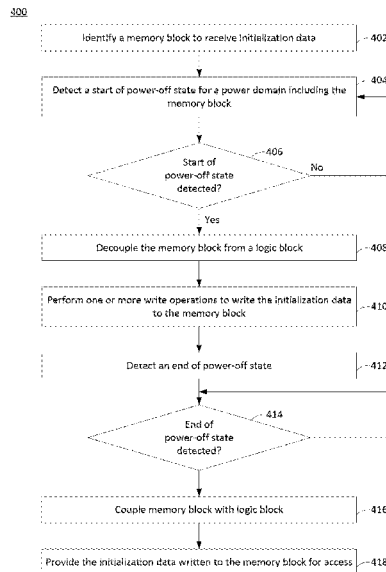 400
Identify a memory block to receive initialization data
402
Detect a start of power-off state for a power domain including the
memory block
404
406
Start of
power-off state
detected?
No
Yes
Decouple the memory block from a logic block
408
Perform one or more write operations to write the initialization data
to the memory block
410
Detect an end of power-off state
412
414
End of
power-off state
detected?
Couple memory block with logic block
416
Provide the initialization data written to the memory block for access
418